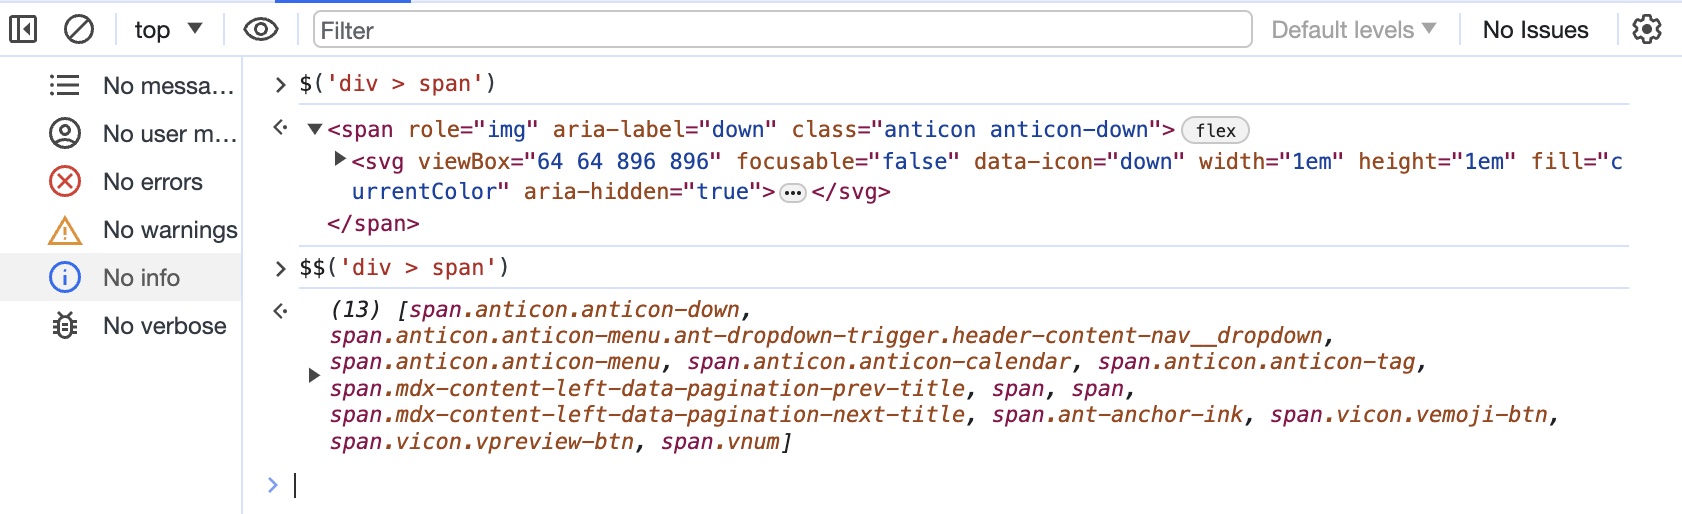 top Filter Default levels No Issues
No messa…
No user m…
No errors
No warnings
No info
No verbose
$('div > span')
<span role="img" aria-label="down" class="anticon anticon-down"> flex
<svg viewBox="64 64 896 896" focusable="false" data-icon="down" width="1em" height="1em" fill="c
urrentColor" aria-hidden="true">…</svg>
</span>
$$('div > span')
(13) [span.anticon.anticon-down,
span.anticon.anticon-menu.ant-dropdown-trigger.header-content-nav__dropdown,
span.anticon.anticon-menu, span.anticon.anticon-calendar, span.anticon.anticon-tag,
span.mdx-content-left-data-pagination-prev-title, span, span,
span.mdx-content-left-data-pagination-next-title, span.ant-anchor-ink, span.vicon.vemoji-btn,
span.vicon.vpreview-btn, span.vnum]